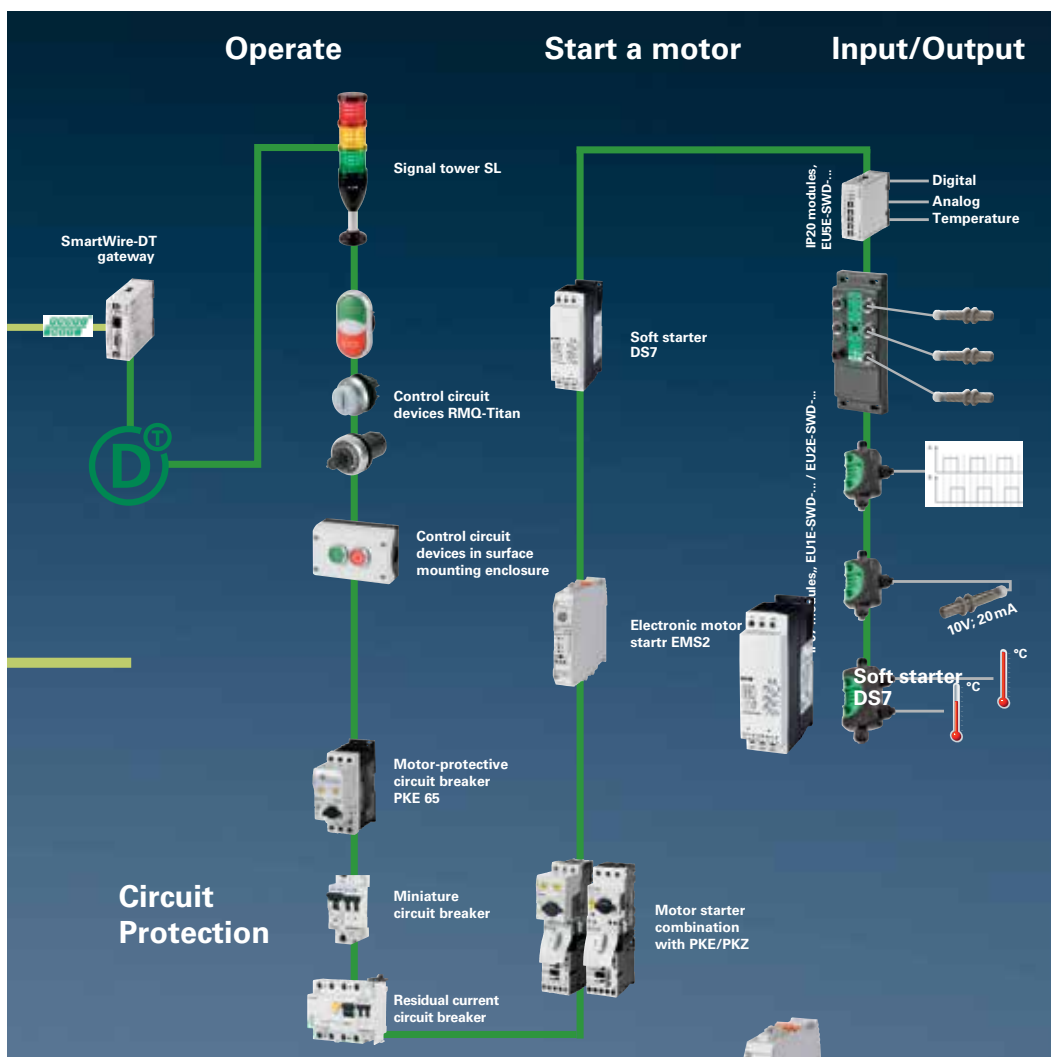 Operate
Start a motor
Input/Output
Signal tower SL
SmartWire-DT
gateway
D
T
Control circuit
devices RMQ-Titan
Control circuit
devices in surface
mounting enclosure
Motor-protective
circuit breaker
PKE 65
Circuit
Protection
Miniature
circuit breaker
Residual current
circuit breaker
Soft starter
DS7
Electronic motor
startr EMS2
Motor starter
combination
with PKE/PKZ
IP20 modules,
EU5E-SWD-...
Digital
Analog
Temperature
modules,, EU1E-SWD-... / EU2E-SWD-...
10V; 20 mA
Soft starter
DS7
°C
°C